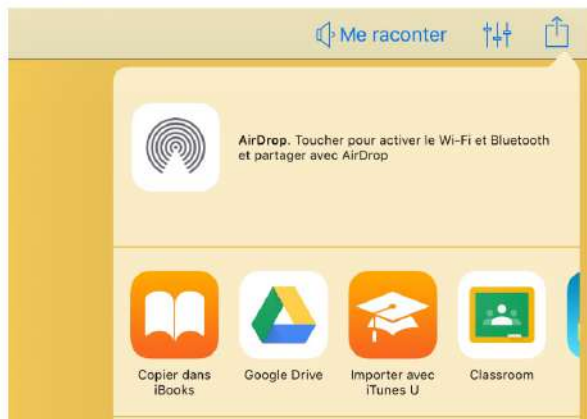 Me raconter
AirDrop. Toucher pour activer le Wi-Fi et Bluetooth
et partager avec AirDrop
Copier dans
iBooks
Google Drive
Importer avec
iTunes U
Classroom